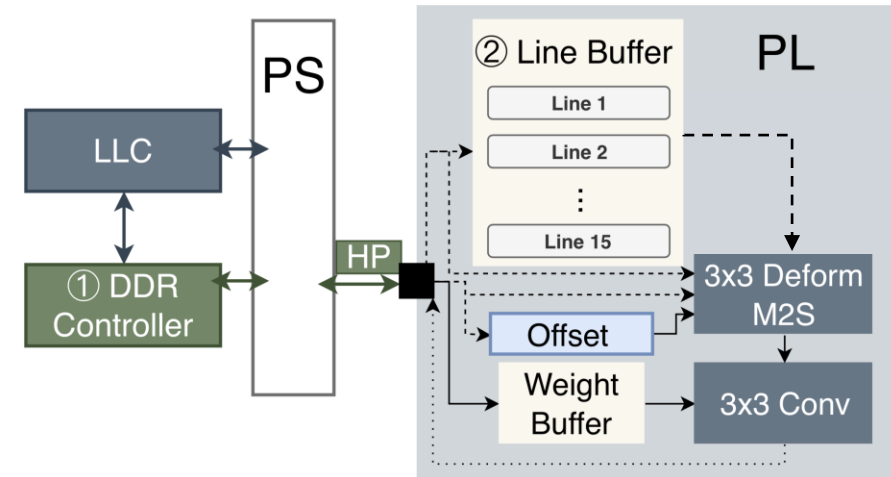 PS
LLC
① DDR
Controller
HP
PL
② Line Buffer
Line 1
Line 2
⋮
Line 15
3x3 Deform
M2S
Offset
Weight
Buffer
3x3 Conv